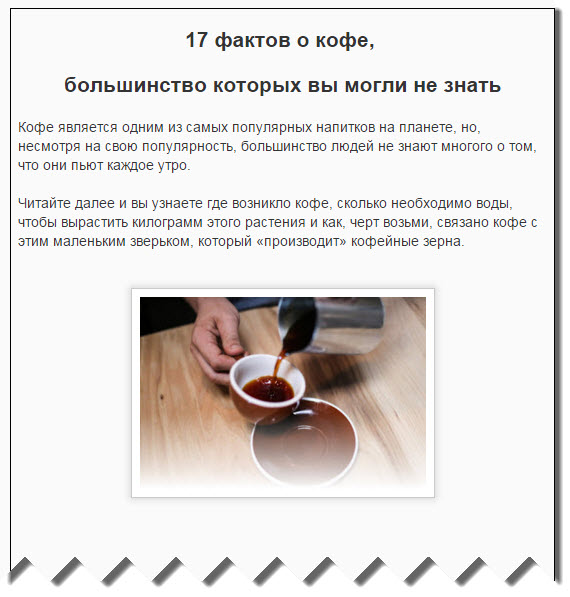 17 фактов о кофе,
большинство которых вы могли не знать
Кофе является одним из самых популярных напитков на планете, но,
несмотря на свою популярность, большинство людей не знают многого о том,
что они пьют каждое утро.
Читайте далее и вы узнаете где возникло кофе, сколько необходимо воды,
чтобы вырастить килограмм этого растения и как, черт возьми, связано кофе с
этим маленьким зверьком, который «производит» кофейные зерна.